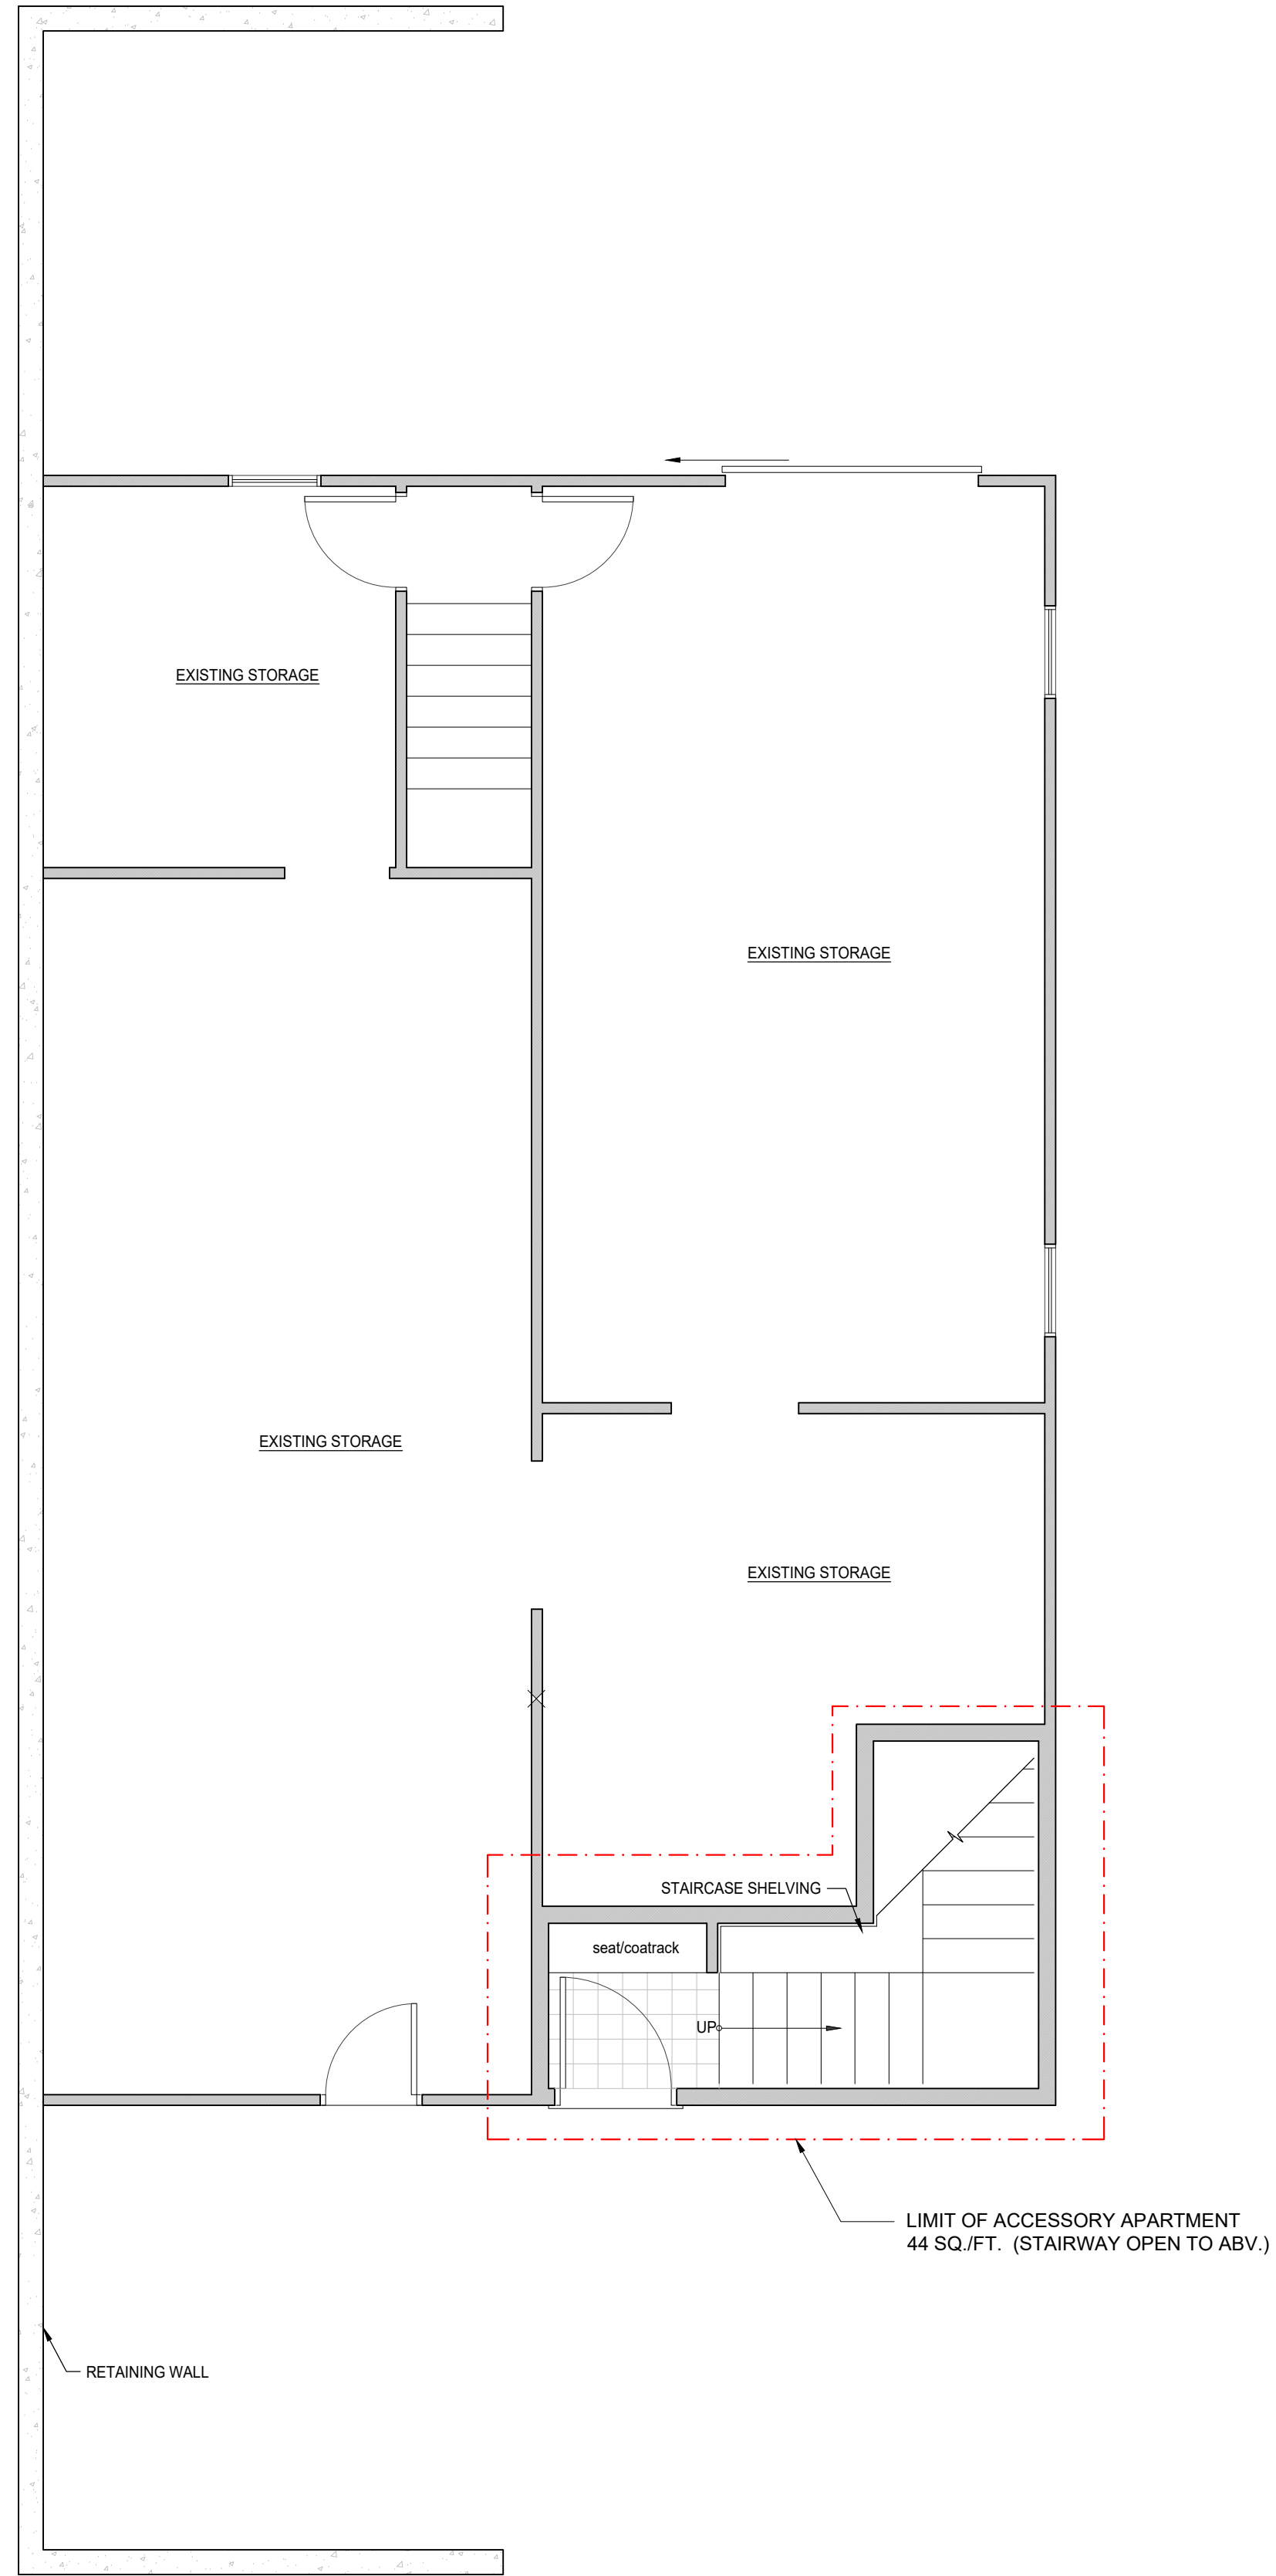 EXISTING STORAGE
EXISTING STORAGE
EXISTING STORAGE
EXISTING STORAGE
STAIRCASE SHELVING
seat/coatrack
UP
LIMIT OF ACCESSORY APARTMENT
44 SQ./FT. (STAIRWAY OPEN TO ABV.)
RETAINING WALL